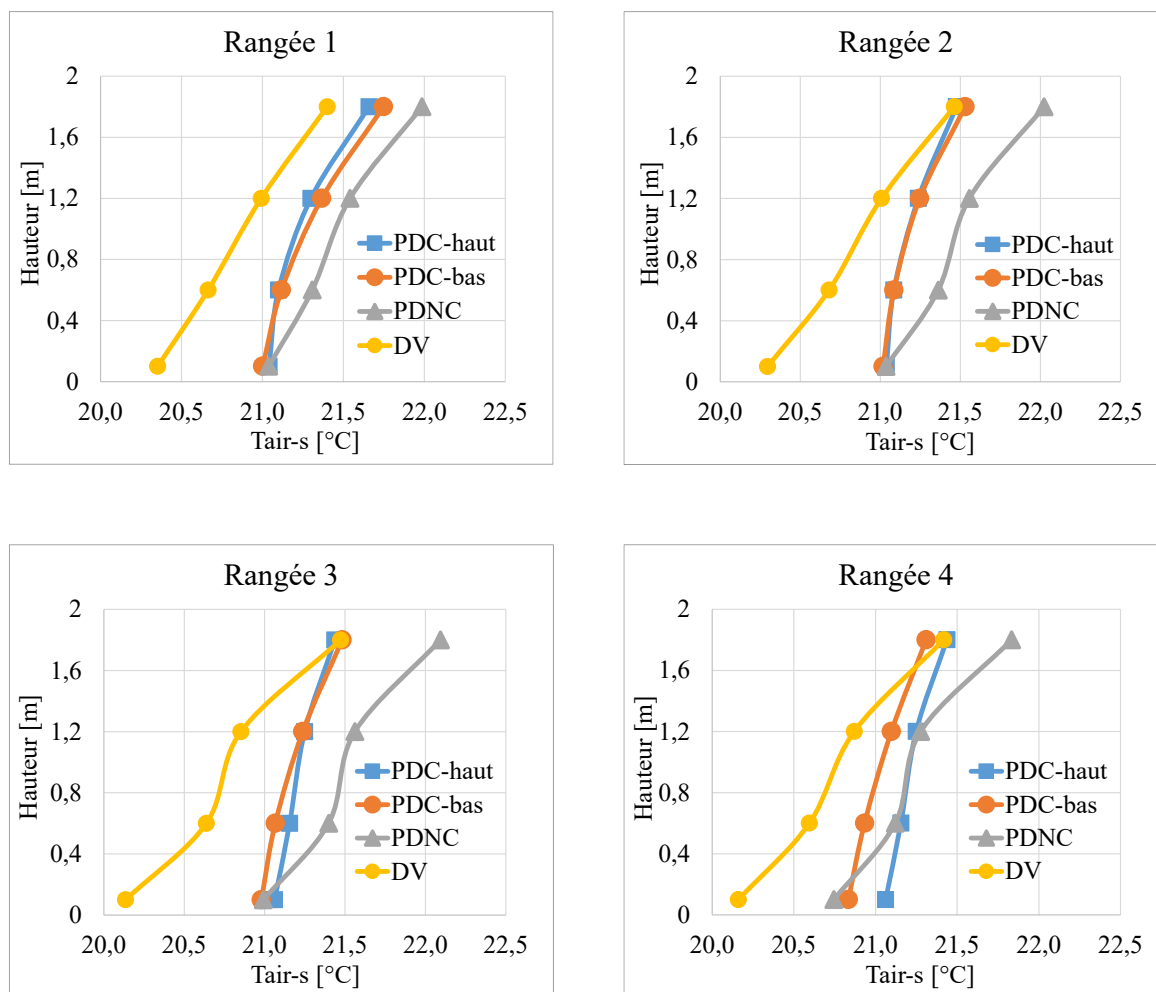 Rangée 1
2
1,6
1,2
0,8
0,4
0
Hauteur [m]
20,0 20,5 21,0 21,5 22,0 22,5
Tair-s [°C]
PDC-haut
PDC-bas
PDNC
DV
Rangée 2
2
1,6
1,2
0,8
0,4
0
Hauteur [m]
20,0 20,5 21,0 21,5 22,0 22,5
Tair-s [°C]
PDC-haut
PDC-bas
PDNC
DV
Rangée 3
2
1,6
1,2
0,8
0,4
0
Hauteur [m]
20,0 20,5 21,0 21,5 22,0 22,5
Tair-s [°C]
PDC-haut
PDC-bas
PDNC
DV
Rangée 4
2
1,6
1,2
0,8
0,4
0
Hauteur [m]
20,0 20,5 21,0 21,5 22,0 22,5
Tair-s [°C]
PDC-haut
PDC-bas
PDNC
DV